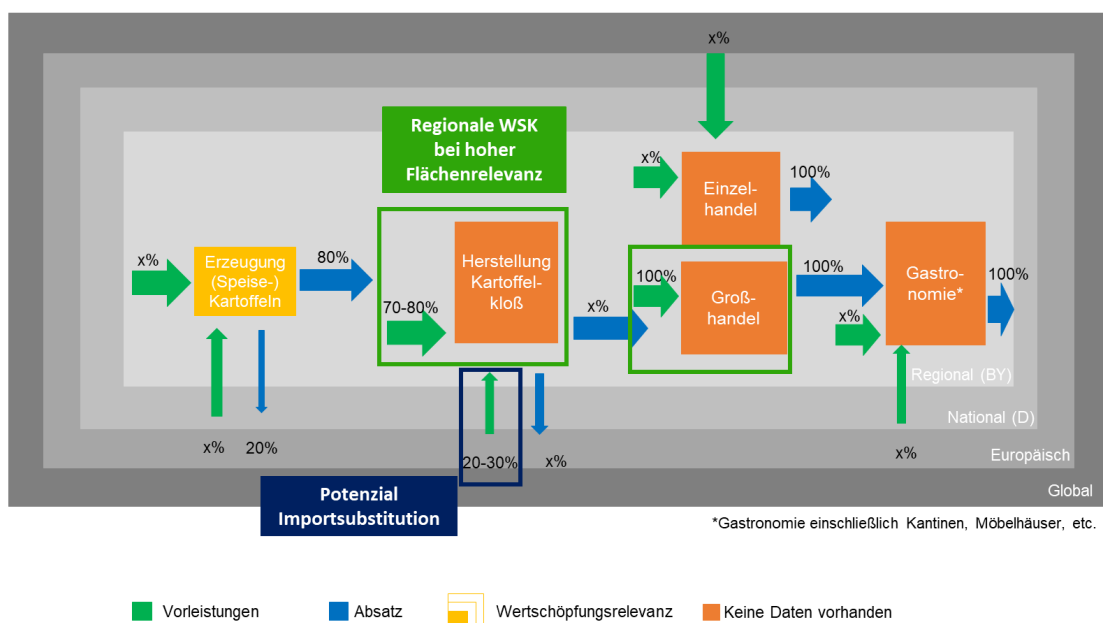 x%
Regionale WSK
bei hoher
Flächenrelevanz
x%
Einzel-
handel
100%
x%
Erzeugung
(Speise-)
Kartoffeln
80%
70-80%
Herstellung
Kartoffel-
kloß
x%
100%
Groß-
handel
100%
x%
Gastro-
nomie*
100%
Regional (BY)
National (D)
x%
20%
20-30%
x%
x%
Europäisch
Global
Potenzial
Importsubstitution
*Gastronomie einschließlich Kantinen, Möbelhäuser, etc.
Vorleistungen
Absatz
Wertschöpfungsrelevanz
Keine Daten vorhanden